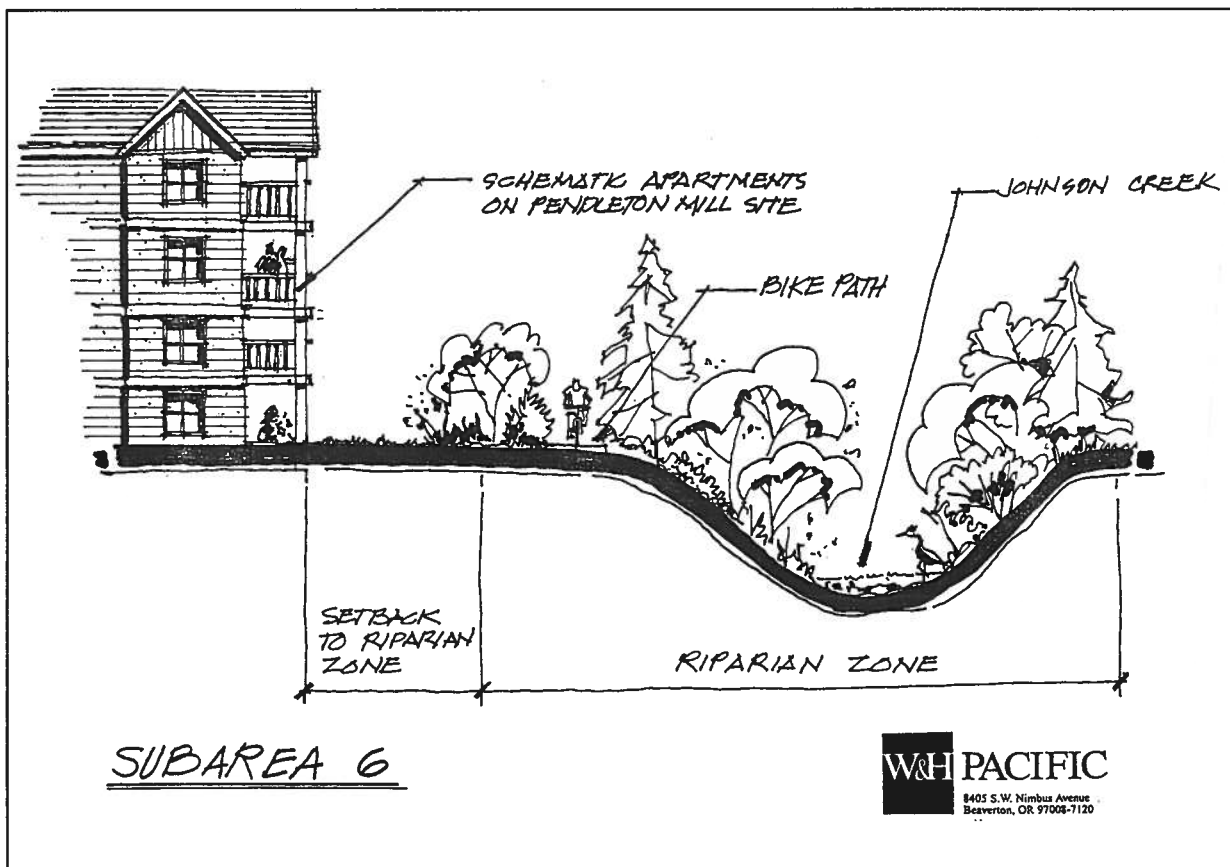 SCHEMATIC APARTMENTS
ON PENDLETON MILL SITE
JOHNSON CREEK
BIKE PATH
SETBACK
TO RIPARIAN
ZONE
RIPARIAN ZONE
SUBAREA 6
W&H PACIFIC
8405 S.W. Nimbus Avenue
Beaverton, OR 97008-7120